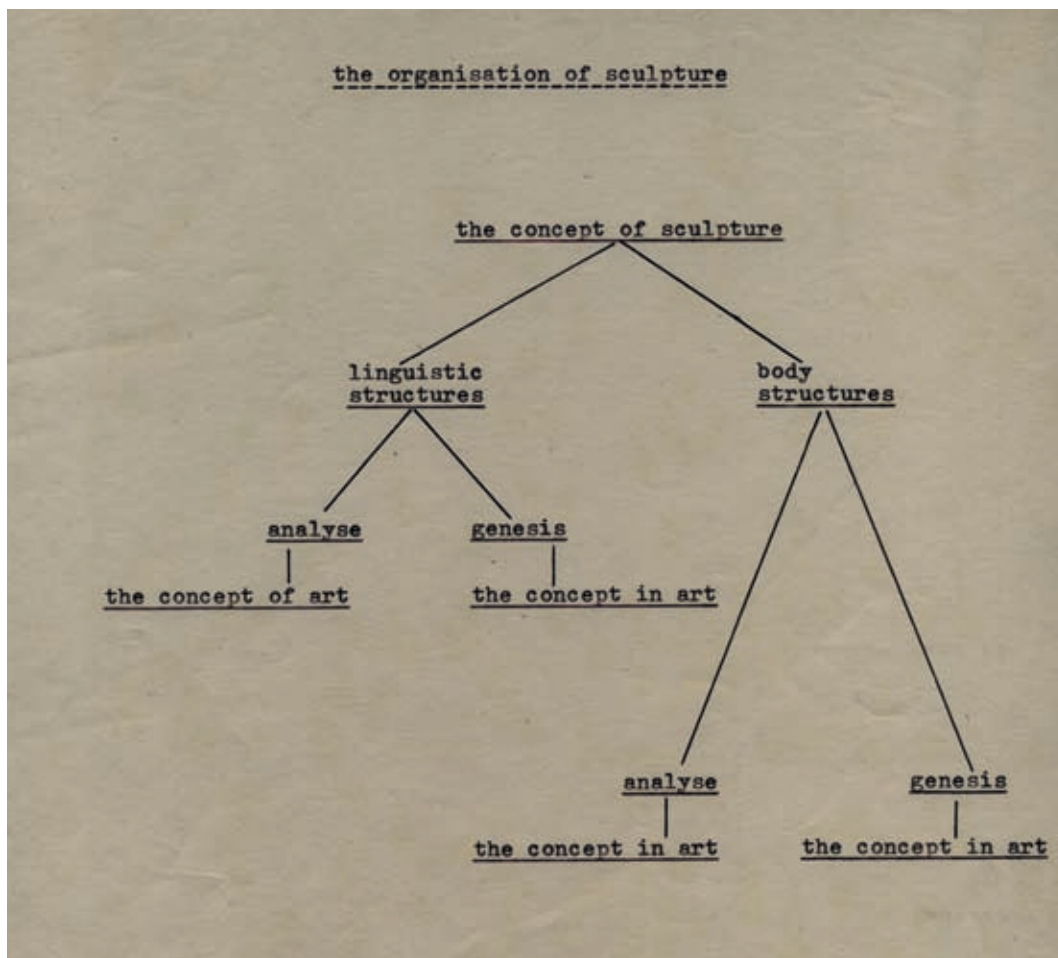 the organisation of sculpture
the concept of sculpture
linguistic
structures
body
structures
analyse
genesis
the concept of art
the concept in art
analyse
genesis
the concept in art
the concept in art